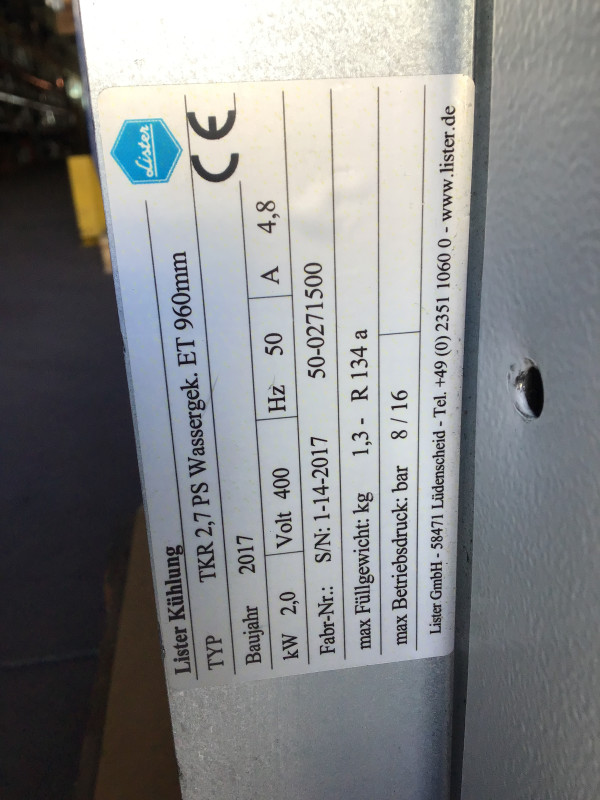 Lister
CE
Lister Kühlung
TYP TKR 2,7 PS Wassergek. ET 960mm
Baujahr 2017
kW 2,0 Volt 400 Hz 50 A 4,8
Fabr-Nr.: S/N: 1-14-2017 50-0271500
max Füllgewicht: kg 1,3 - R 134 a
max Betriebsdruck: bar 8 / 16
Lister GmbH - 58471 Lüdenscheid - Tel. +49 (0) 2351 1060 0 - www.lister.de